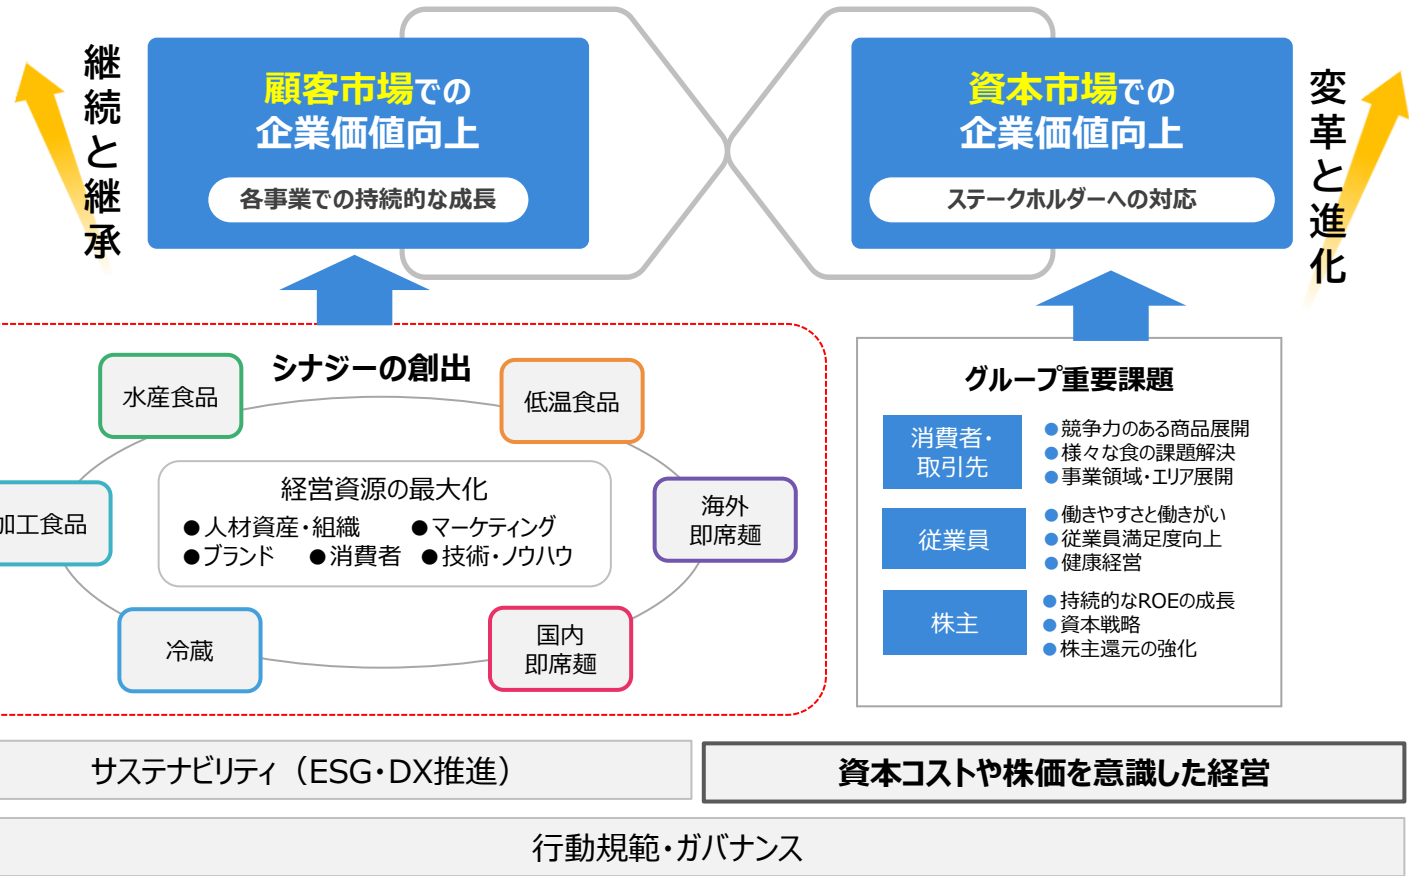 継続と継承
顧客市場での
企業価値向上
各事業での持続的な成長
資本市場での
企業価値向上
ステークホルダーへの対応
変革と進化
シナジーの創出
水産食品
低温食品
加工食品
経営資源の最大化
●人材資産・組織 ●マーケティング
●ブランド ●消費者 ●技術・ノウハウ
海外
即席麺
冷蔵
国内
即席麺
グループ重要課題
消費者・
取引先
●競争力のある商品展開
●様々な食の課題解決
●事業領域・エリア展開
従業員
●働きやすさと働きがい
●従業員満足度向上
●健康経営
株主
●持続的なROEの成長
●資本戦略
●株主還元の強化
サステナビリティ（ESG・DX推進）
資本コストや株価を意識した経営
行動規範・ガバナンス